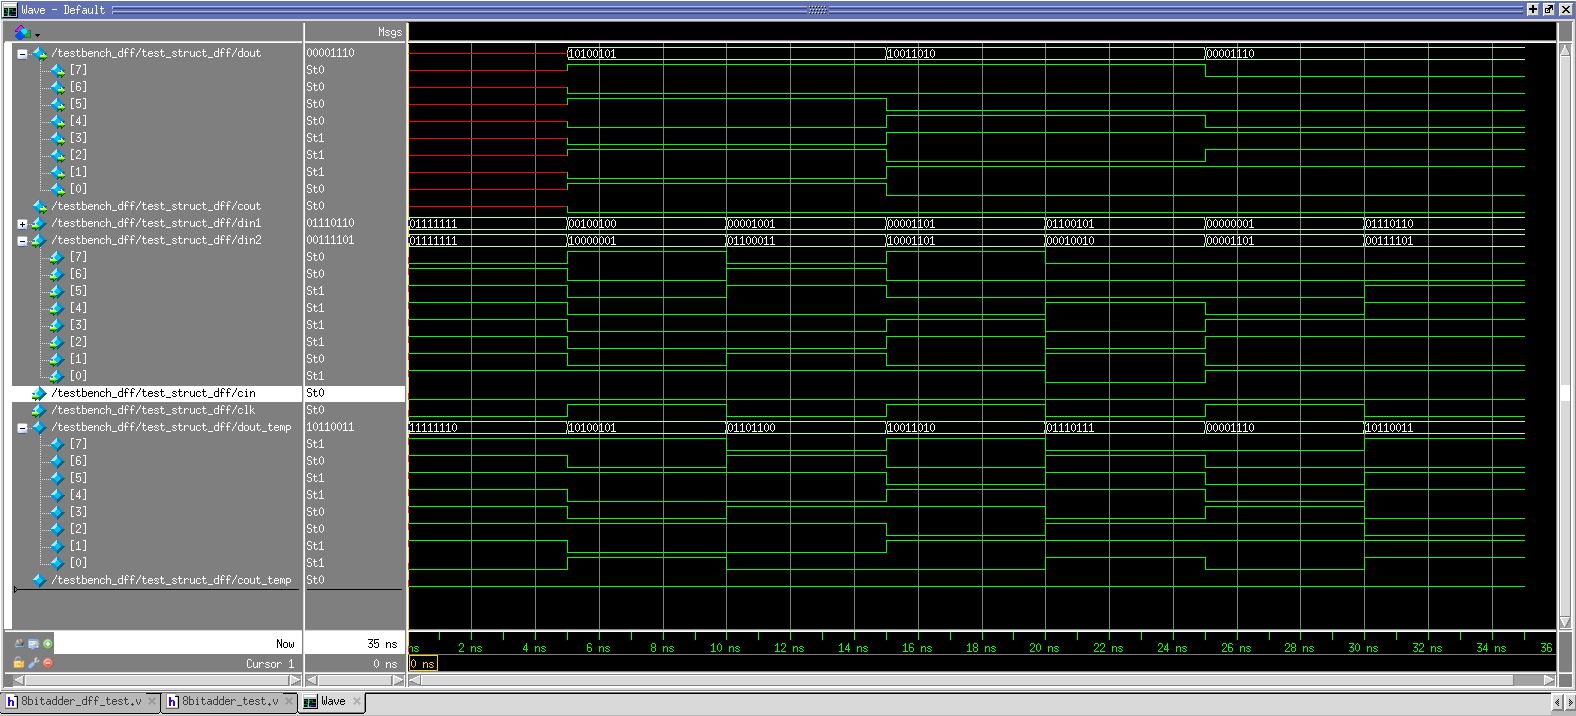 Wave - Default
Msgs
/testbench_dff/test_struct_dff/dout 00001110 10100101 10011010 00001110
[7] St0
[6] St0
[5] St0
[4] St0
[3] St1
[2] St1
[1] St1
[0] St0
/testbench_dff/test_struct_dff/cout St0
/testbench_dff/test_struct_dff/din1 01110110 01111111 00100100 00001001 00001101 01100101 00000001 01110110
/testbench_dff/test_struct_dff/din2 00111101 01111111 10000001 01100011 10001101 00010010 00001101 00111101
[7] St0
[6] St0
[5] St1
[4] St1
[3] St1
[2] St1
[1] St0
[0] St1
/testbench_dff/test_struct_dff/cin St0
/testbench_dff/test_struct_dff/clk St0
/testbench_dff/test_struct_dff/dout_temp 10110011 11111110 10100101 01101100 10011010 01110111 00001110 10110011
[7] St1
[6] St0
[5] St1
[4] St1
[3] St0
[2] St0
[1] St1
[0] St1
/testbench_dff/test_struct_dff/cout_temp St0
Now 35 ns ns 2 ns 4 ns 6 ns 8 ns 10 ns 12 ns 14 ns 16 ns 18 ns 20 ns 22 ns 24 ns 26 ns 28 ns 30 ns 32 ns 34 ns 36
Cursor 1 0 ns 0 ns
8bitadder_dff_test.v 8bitadder_test.v Wave